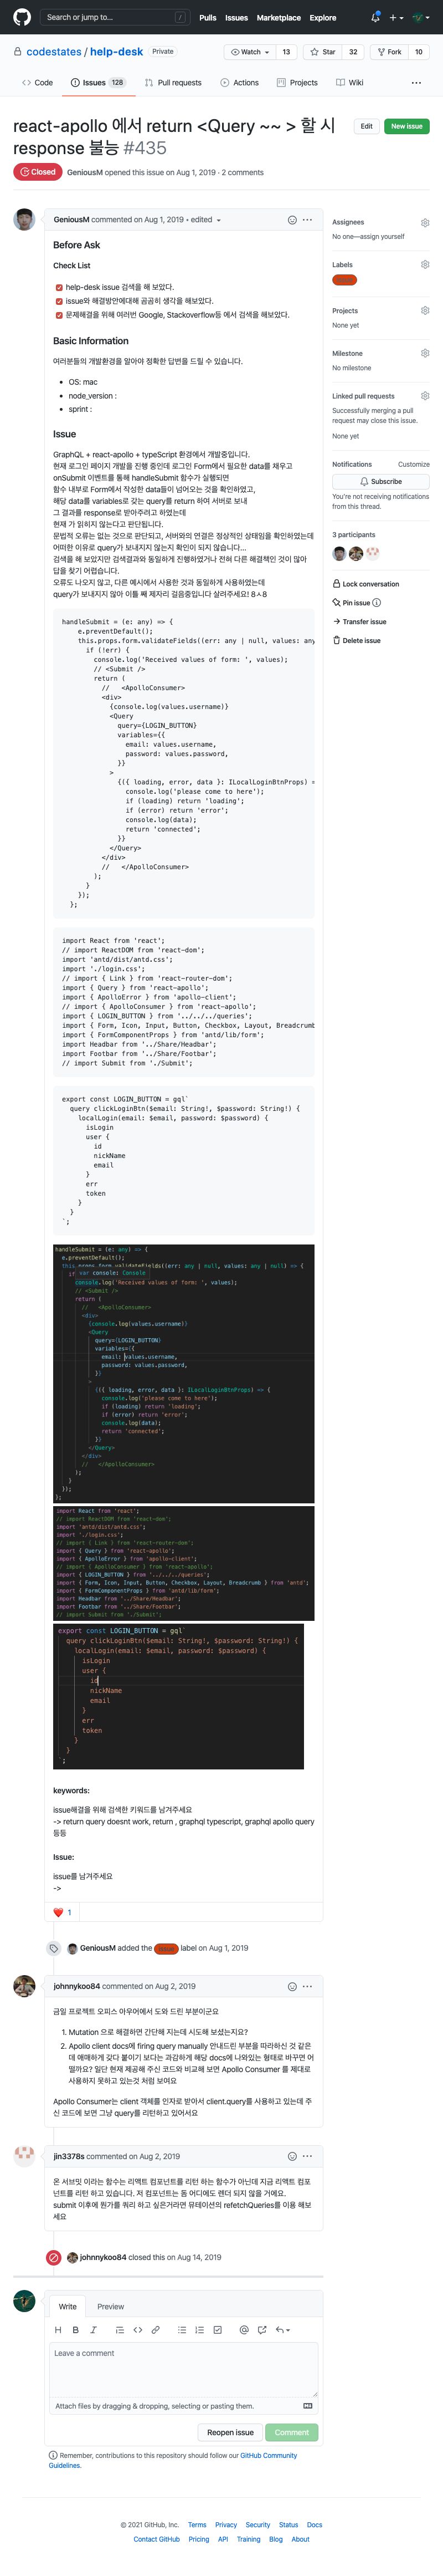 Search or jump to...
/
Pulls Issues Marketplace Explore
codestates / help-desk Private
Watch 13 Star 32 Fork 10
Code Issues 128 Pull requests Actions Projects Wiki
react-apollo 에서 return <Query ~~ > 할 시
response 불능 #435
Edit New issue
Closed GeniousM opened this issue on Aug 1, 2019 · 2 comments
GeniousM commented on Aug 1, 2019 • edited
Before Ask
Check List
help-desk issue 검색을 해 보았다.
issue와 해결방안에대해 곰곰히 생각을 해보았다.
문제해결을 위해 여러번 Google, Stackoverflow등 에서 검색을 해보았다.
Basic Information
여러분들의 개발환경을 알아야 정확한 답변을 드릴 수 있습니다.
OS: mac
node_version :
sprint :
Issue
GraphQL + react-apollo + typeScript 환경에서 개발중입니다.
현재 로그인 페이지 개발을 진행 중인데 로그인 Form에서 필요한 data를 채우고
onSubmit 이벤트를 통해 handleSubmit 함수가 실행되면
함수 내부로 Form에서 작성한 data들이 넘어오는 것을 확인하였고,
해당 data를 variables로 갖는 query를 return 하여 서버로 보내
그 결과를 response로 받아주려고 하였는데
현재 가 읽히지 않는다고 판단됩니다.
문법적 오류는 없는 것으로 판단되고, 서버와의 연결은 정상적인 상태임을 확인하였는데
어떠한 이유로 query가 보내지지 않는지 확인이 되지 않습니다...
검색을 해 보았지만 검색결과와 동일하게 진행하였거나 전혀 다른 해결책인 것이 많아
답을 찾기 어렵습니다.
오류도 나오지 않고, 다른 예시에서 사용한 것과 동일하게 사용하였는데
query가 보내지지 않아 이틀 째 제자리 걸음중입니다 살려주세요! 8ㅅ8
handleSubmit = (e: any) => {
e.preventDefault();
this.props.form.validateFields((err: any | null, values: any
if (!err) {
console.log('Received values of form: ', values);
// <Submit />
return (
// <ApolloConsumer>
<div>
{console.log(values.username)}
<Query
query={LOGIN_BUTTON}
variables={{
email: values.username,
password: values.password,
}}
>
{({ loading, error, data }: ILocalLoginBtnProps) =
console.log('please come to here');
if (loading) return 'loading';
if (error) return 'error';
console.log(data);
return 'connected';
}}
</Query>
</div>
// </ApolloConsumer>
);
}
});
};
import React from 'react';
// import ReactDOM from 'react-dom';
import 'antd/dist/antd.css';
import './login.css';
// import { Link } from 'react-router-dom';
import { Query } from 'react-apollo';
import { ApolloError } from 'apollo-client';
// import { ApolloConsumer } from 'react-apollo';
import { LOGIN_BUTTON } from '../../../queries';
import { Form, Icon, Input, Button, Checkbox, Layout, Breadcrumb
import { FormComponentProps } from 'antd/lib/form';
import Headbar from '../Share/Headbar';
import Footbar from '../Share/Footbar';
// import Submit from './Submit';
export const LOGIN_BUTTON = gql`
query clickLoginBtn($email: String!, $password: String!) {
localLogin(email: $email, password: $password) {
isLogin
user {
id
nickName
email
}
err
token
}
}
`;
handleSubmit = (e: any) => {
e.preventDefault();
this.props.form.validateFields((err: any | null, values: any | null) => {
if var console: Console
console.log('Received values of form: ', values);
// <Submit />
return (
// <ApolloConsumer>
<div>
{console.log(values.username)}
<Query
query={LOGIN_BUTTON}
variables={{
email: values.username,
password: values.password,
}}
>
{({ loading, error, data }: ILocalLoginBtnProps) => {
console.log('please come to here');
if (loading) return 'loading';
if (error) return 'error';
console.log(data);
return 'connected';
}}
</Query>
</div>
// </ApolloConsumer>
);
}
});
};
import React from 'react';
// import ReactDOM from 'react-dom';
import 'antd/dist/antd.css';
import './login.css';
// import { Link } from 'react-router-dom';
import { Query } from 'react-apollo';
import { ApolloError } from 'apollo-client';
// import { ApolloConsumer } from 'react-apollo';
import { LOGIN_BUTTON } from '../../../queries';
import { Form, Icon, Input, Button, Checkbox, Layout, Breadcrumb } from 'antd';
import { FormComponentProps } from 'antd/lib/form';
import Headbar from '../Share/Headbar';
import Footbar from '../Share/Footbar';
// import Submit from './Submit';
export const LOGIN_BUTTON = gql`
query clickLoginBtn($email: String!, $password: String!) {
localLogin(email: $email, password: $password) {
isLogin
user {
id
nickName
email
}
err
token
}
}
`;
keywords:
issue해결을 위해 검색한 키워드를 남겨주세요
-> return query doesnt work, return , graphql typescript, graphql apollo query
등등
Issue:
issue를 남겨주세요
->
❤️ 1
GeniousM added the label on Aug 1, 2019
johnnykoo84 commented on Aug 2, 2019
금일 프로젝트 오피스 아우어에서 도와 드린 부분이군요
1. Mutation 으로 해결하면 간단해 지는데 시도해 보셨는지요?
2. Apollo client docs에 firing query manually 안내드린 부분을 따라하신 것 같은
데 애매하게 갖다 붙이기 보다는 과감하게 해당 docs에 나와있는 형태로 바꾸면 어
떨까요? 일단 현재 제공해 주신 코드와 비교해 보면 Apollo Consumer 를 제대로
사용하지 못하고 있는것 처럼 보여요.
Apollo Consumer는 client 객체를 인자로 받아서 client.query를 사용하고 있는데 주
신 코드에 보면 그냥 query를 리턴하고 있어서요
jin3378s commented on Aug 2, 2019
온 서브밋 이라는 함수는 리액트 컴포넌트를 리턴 하는 함수가 아닌데 지금 리액트 컴포
넌트를 리턴 하고 있습니다. 저 컴포넌트는 돔 어디에도 렌더 되지 않을 거에요.
submit 이후에 뭔가를 쿼리 하고 싶은거라면 뮤테이션의 refetchQueries를 이용 해보
세요
johnnykoo84 closed this on Aug 14, 2019
Write Preview
Leave a comment
Attach files by dragging & dropping, selecting or pasting them.
Reopen issue Comment
Remember, contributions to this repository should follow our GitHub Community
Guidelines.
Assignees
No one—assign yourself
Labels
Projects
None yet
Milestone
No milestone
Linked pull requests
Successfully merging a pull
request may close this issue.
None yet
Notifications Customize
Subscribe
You're not receiving notifications
from this thread.
3 participants
Lock conversation
Pin issue
Transfer issue
Delete issue
© 2021 GitHub, Inc. Terms Privacy Security Status Docs
Contact GitHub Pricing API Training Blog About